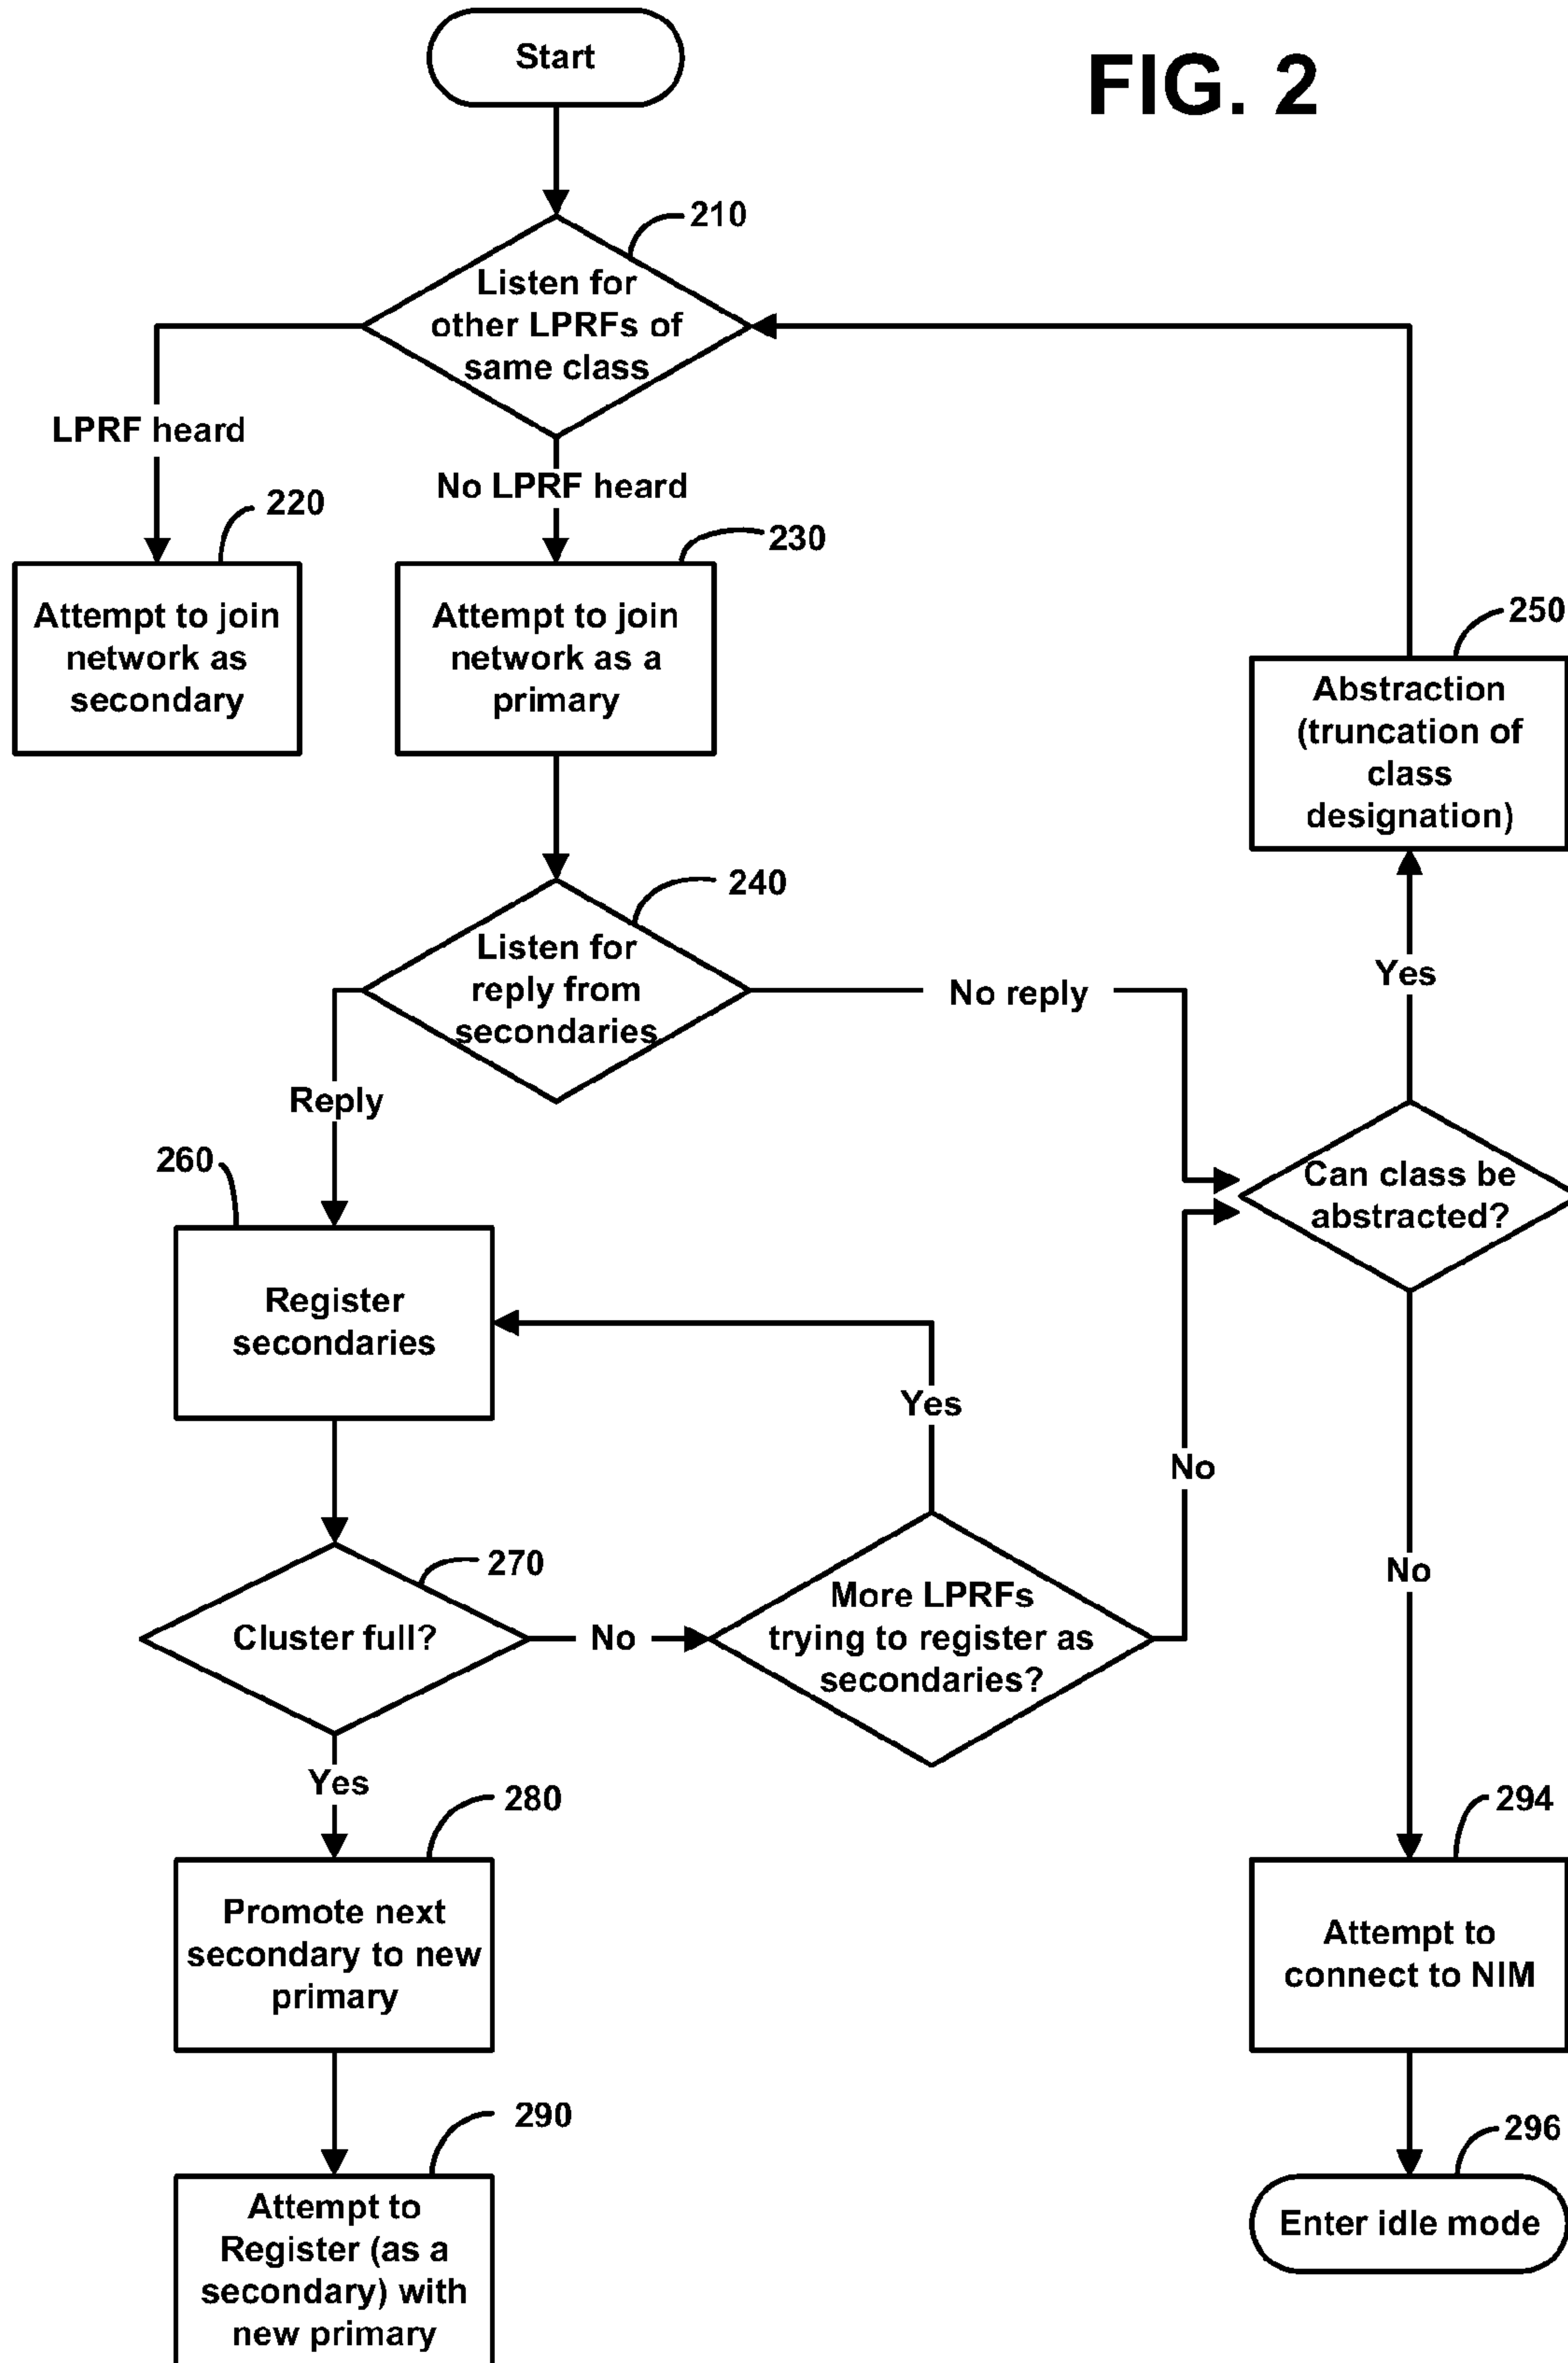 Start
FIG. 2
210
Listen for
other LPRFs of
same class
LPRF heard
No LPRF heard
220
230
Attempt to join
network as
secondary
Attempt to join
network as a
primary
250
Abstraction
(truncation of
class
designation)
240
Listen for
reply from
secondaries
No reply
Yes
Reply
260
Can class be
abstracted?
Register
secondaries
Yes
No
270
Cluster full?
No
More LPRFs
trying to register as
secondaries?
No
Yes
280
294
Promote next
secondary to new
primary
Attempt to
connect to NIM
290
296
Attempt to
Register (as a
secondary) with
new primary
Enter idle mode